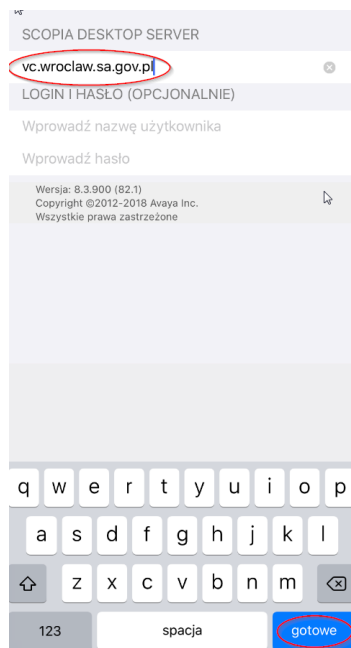 SCOPIA DESKTOP SERVER
vc.wroclaw.sa.gov.pl
LOGIN I HASŁO (OPCJONALNIE)
Wprowadź nazwę użytkownika
Wprowadź hasło
Wersja: 8.3.900 (82.1)
Copyright ©2012-2018 Avaya Inc.
Wszystkie prawa zastrzeżone
q w e r t y u i o p
a s d f g h j k l
z x c v b n m
123 spacja gotowe